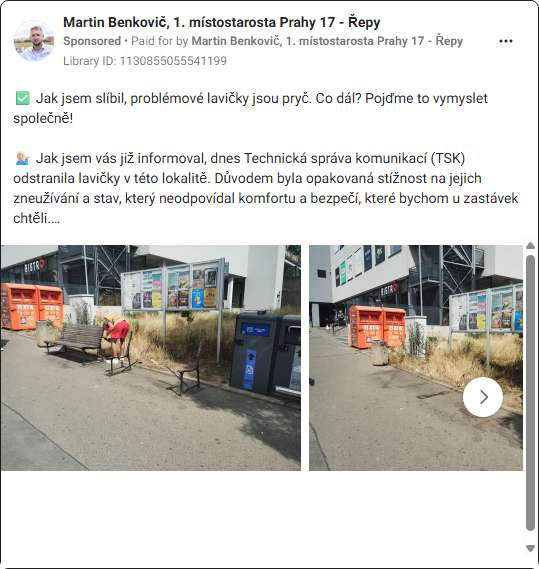 Martin Benkovič, 1. místostarosta Prahy 17 - Řepy
Sponsored • Paid for by Martin Benkovič, 1. místostarosta Prahy 17 - Řepy
Library ID: 1130855055541199
✅ Jak jsem slíbil, problémové lavičky jsou pryč. Co dál? Pojďme to vymyslet
společně!
💁🏼‍♂️ Jak jsem vás již informoval, dnes Technická správa komunikací (TSK)
odstranila lavičky v této lokalitě. Důvodem byla opakovaná stížnost na jejich
zneužívání a stav, který neodpovídal komfortu a bezpečí, které bychom u zastávek
chtěli....
BISTRO
BISTRO